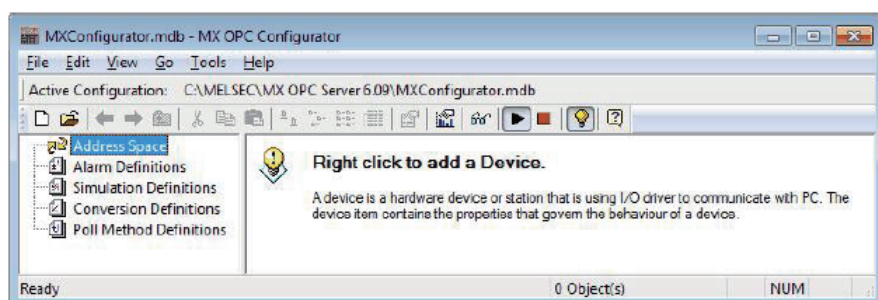 MXConfigurator.mdb - MX OPC Configurator
File Edit View Go Tools Help
Active Configuration: C:\MELSEC\MX OPC Server 6.09\MXConfigurator.mdb
Address Space
Alarm Definitions
Simulation Definitions
Conversion Definitions
Poll Method Definitions
Right click to add a Device.
A device is a hardware device or station that is using I/O driver to communicate with PC. The
device item contains the properties that govern the behaviour of a device.
Ready 0 Object(s) NUM